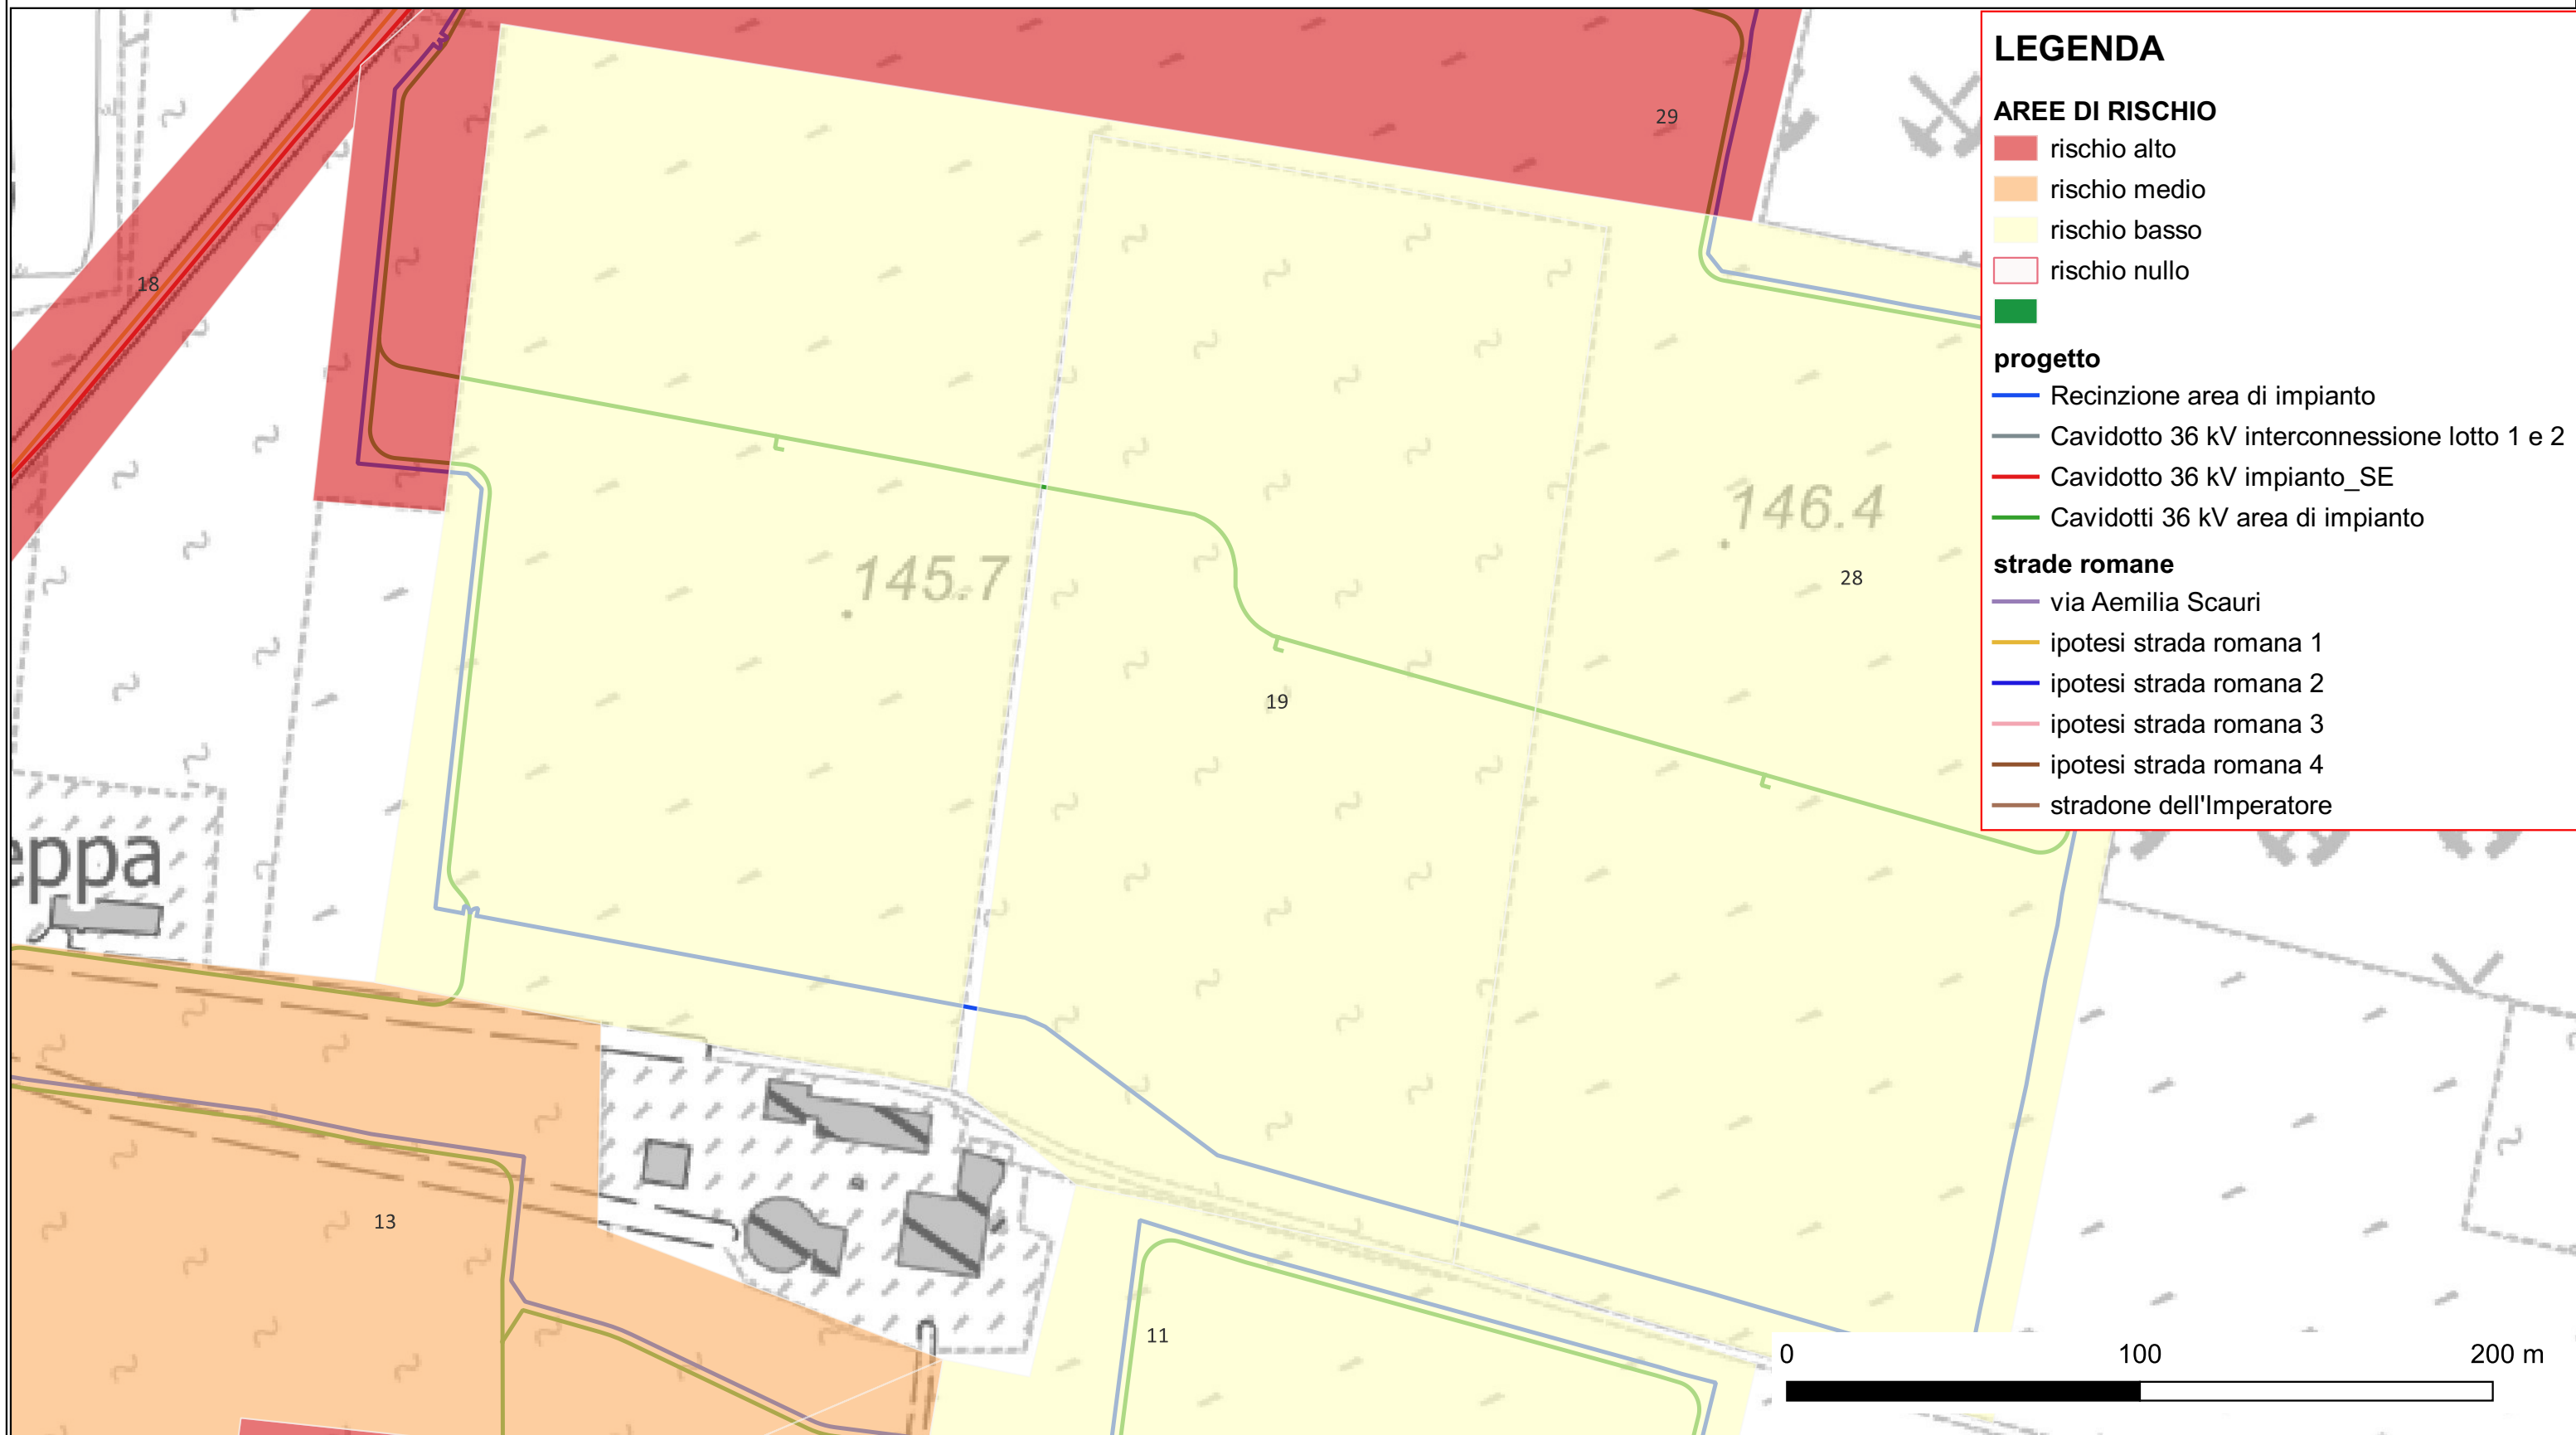 LEGENDA
AREE DI RISCHIO
rischio alto
rischio medio
rischio basso
rischio nullo
progetto
Recinzione area di impianto
Cavidotto 36 kV interconnessione lotto 1 e 2
Cavidotto 36 kV impianto_SE
Cavidotti 36 kV area di impianto
strade romane
via Aemilia Scauri
ipotesi strada romana 1
ipotesi strada romana 2
ipotesi strada romana 3
ipotesi strada romana 4
stradone dell'Imperatore
29
18
146.4
28
145.7
19
eppa
13
11
0 100 200 m